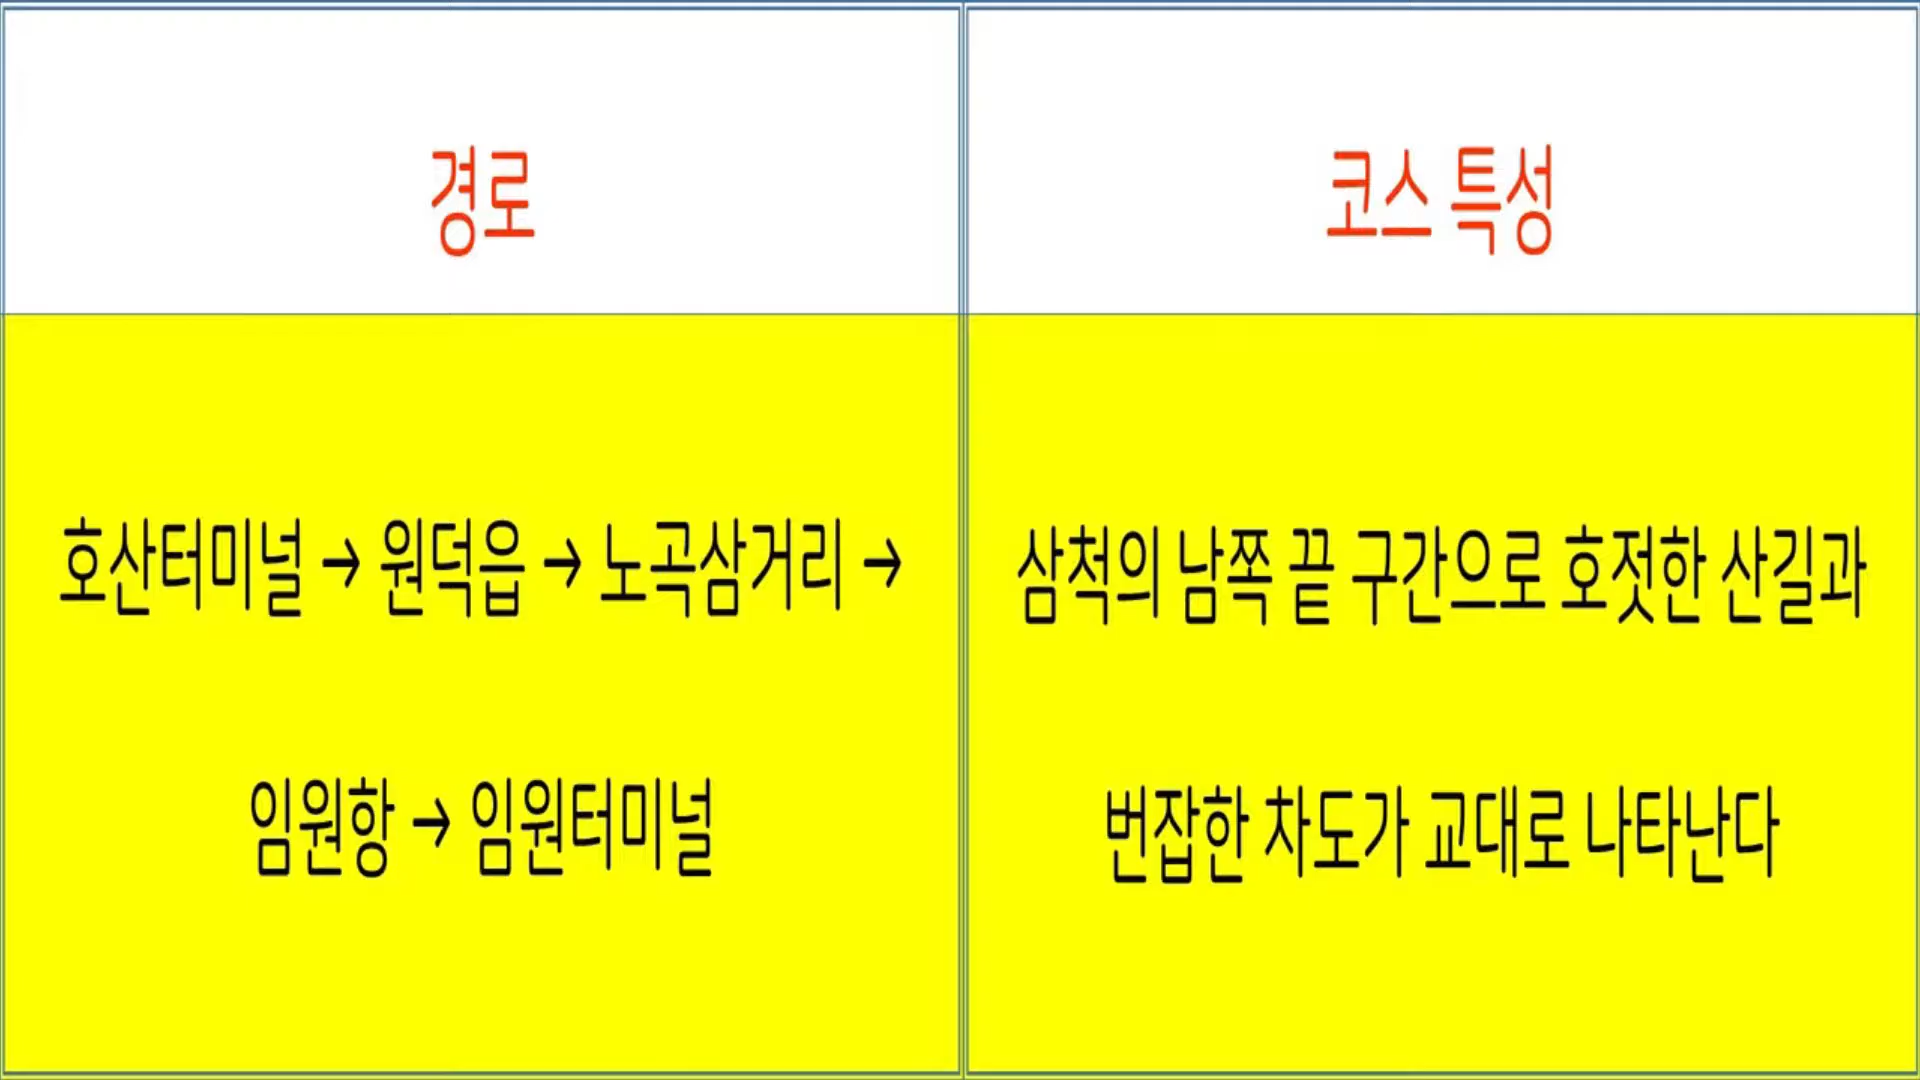 경로
코스 특성
호산터미널 → 원덕읍 → 노곡삼거리 →
임원항 → 임원터미널
삼척의 남쪽 끝 구간으로 호젓한 산길과
번잡한 차도가 교대로 나타난다